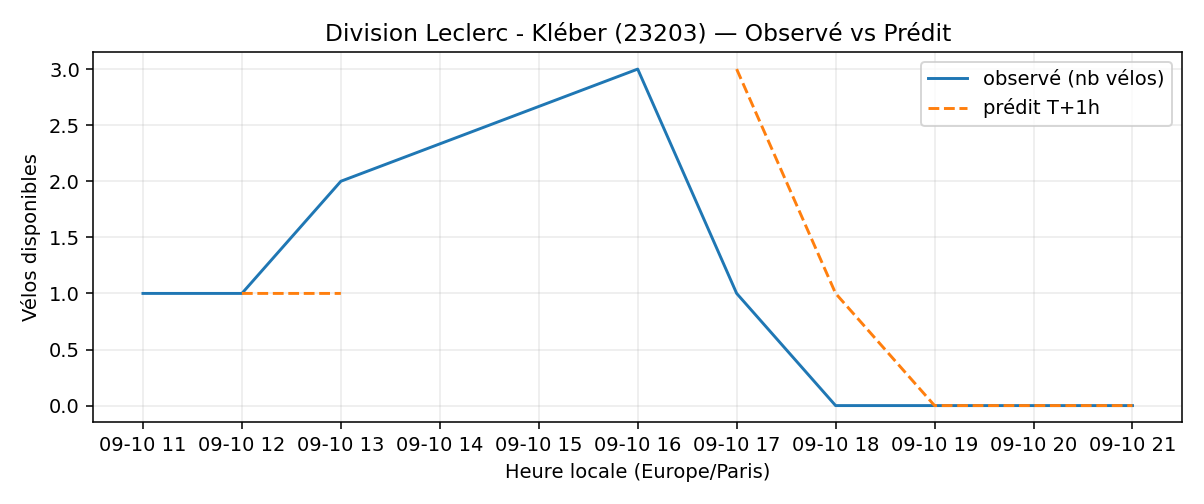 Division Leclerc - Kléber (23203) — Observé vs Prédit
observé (nb vélos)
prédit T+1h
Vélos disponibles
3.0
2.5
2.0
1.5
1.0
0.5
0.0
09-10 11 09-10 12 09-10 13 09-10 14 09-10 15 09-10 16 09-10 17 09-10 18 09-10 19 09-10 20 09-10 21
Heure locale (Europe/Paris)